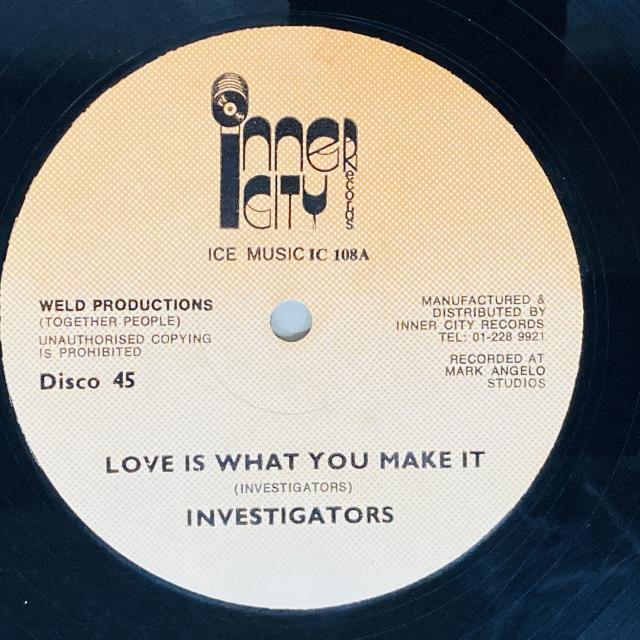 inner
CITY
Records
ICE MUSIC IC 108A
WELD PRODUCTIONS
(TOGETHER PEOPLE)
UNAUTHORISED COPYING
IS PROHIBITED
Disco 45
MANUFACTURED &
DISTRIBUTED BY
INNER CITY RECORDS
TEL: 01-228 9921
RECORDED AT
MARK ANGELO
STUDIOS
LOVE IS WHAT YOU MAKE IT
(INVESTIGATORS)
INVESTIGATORS